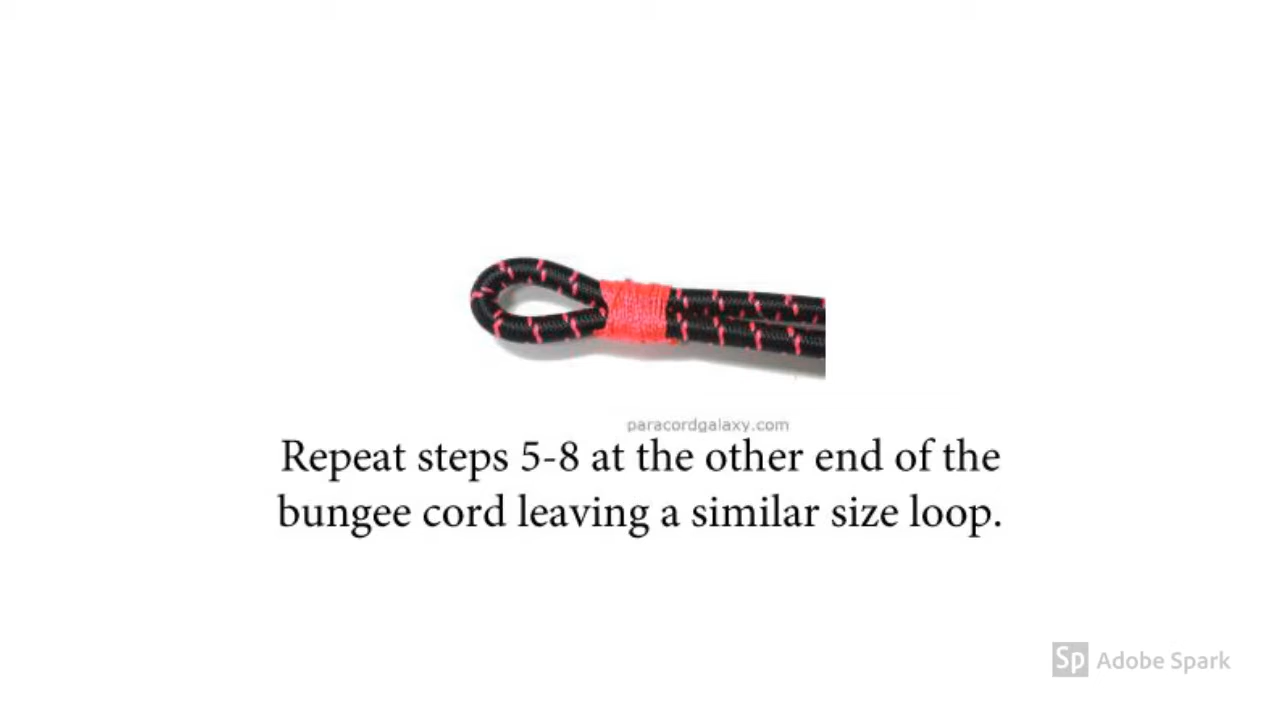 paracordgalaxy.com
Repeat steps 5-8 at the other end of the
bungee cord leaving a similar size loop.
Sp Adobe Spark